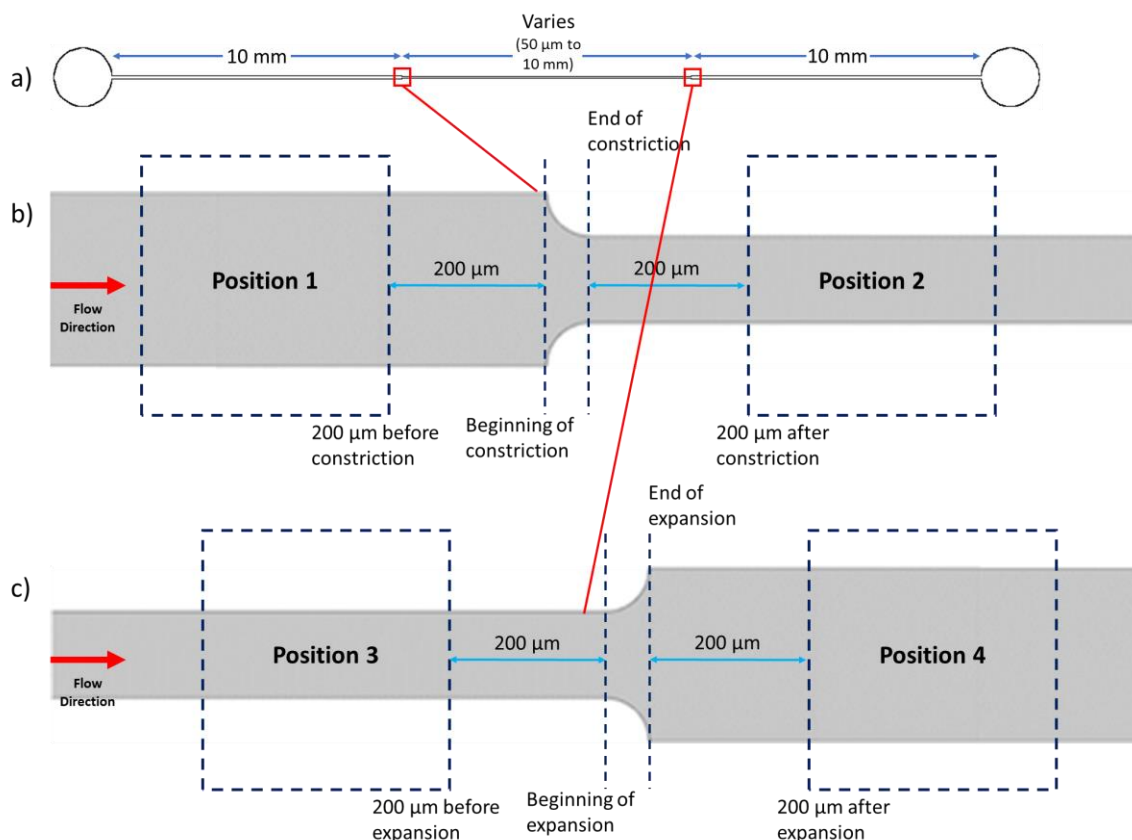 Varies
(50 µm to
10 mm)
10 mm
10 mm
a)
End of
constriction
b)
Position 1
200 µm
200 µm
Position 2
Flow
Direction
200 µm before
constriction
Beginning of
constriction
200 µm after
constriction
End of
expansion
c)
Position 3
200 µm
200 µm
Position 4
Flow
Direction
200 µm before
expansion
Beginning of
expansion
200 µm after
expansion